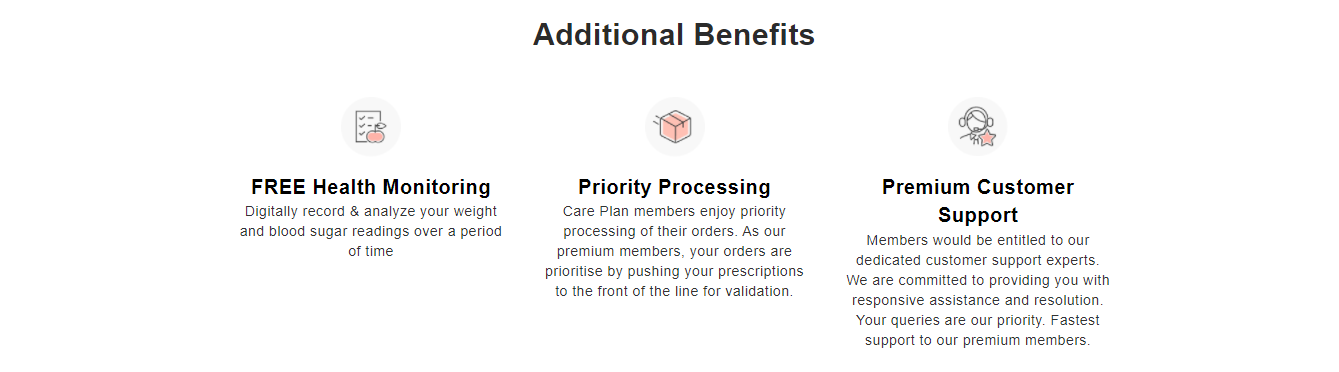 Additional Benefits
FREE Health Monitoring
Digitally record & analyze your weight
and blood sugar readings over a period
of time
Priority Processing
Care Plan members enjoy priority
processing of their orders. As our
premium members, your orders are
prioritise by pushing your prescriptions
to the front of the line for validation.
Premium Customer
Support
Members would be entitled to our
dedicated customer support experts.
We are committed to providing you with
responsive assistance and resolution.
Your queries are our priority. Fastest
support to our premium members.